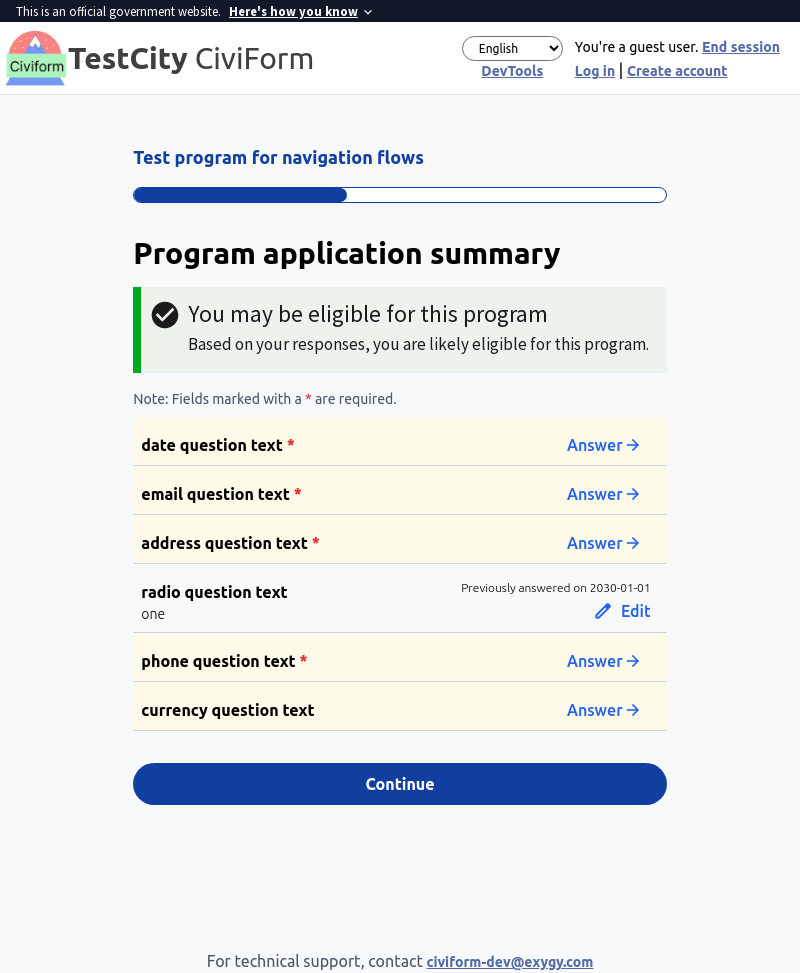 This is an official government website. Here's how you know
Civiform
TestCity CiviForm
English
You're a guest user. End session
DevTools
Log in | Create account
Test program for navigation flows
Program application summary
You may be eligible for this program
Based on your responses, you are likely eligible for this program.
Note: Fields marked with a * are required.
date question text * Answer
email question text * Answer
address question text * Answer
radio question text Previously answered on 2030-01-01
one Edit
phone question text * Answer
currency question text Answer
Continue
For technical support, contact civiform-dev@exygy.com